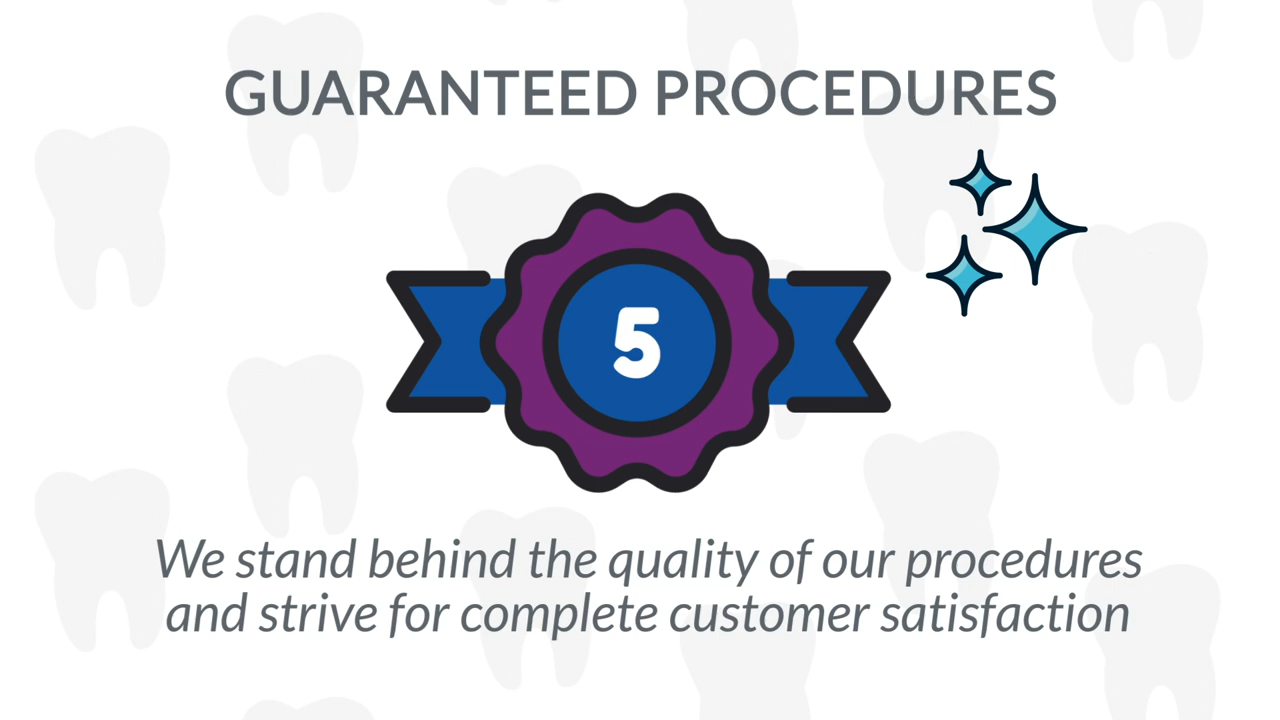 GUARANTEED PROCEDURES
5
We stand behind the quality of our procedures
and strive for complete customer satisfaction